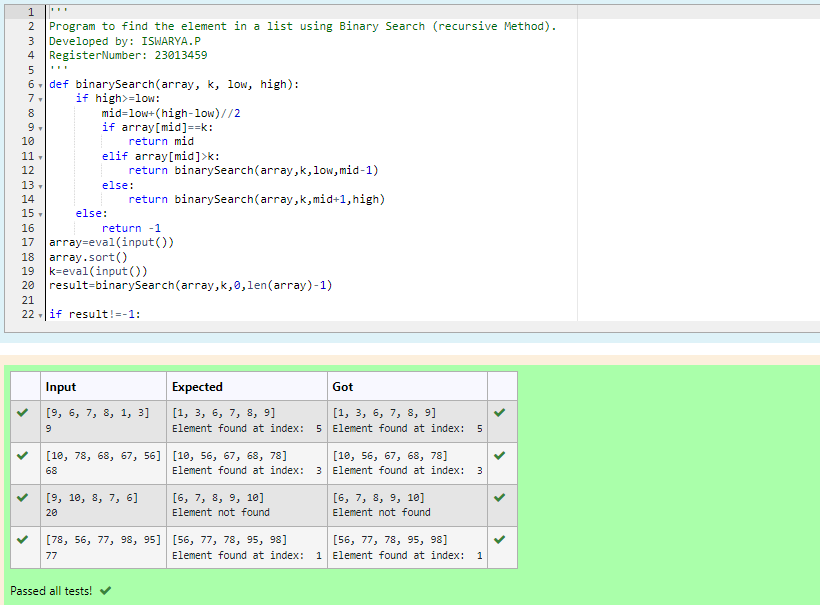 1 '''
2 Program to find the element in a list using Binary Search (recursive Method).
3 Developed by: ISWARYA.P
4 RegisterNumber: 23013459
5 '''
6 def binarySearch(array, k, low, high):
7     if high>=low:
8         mid=low+(high-low)//2
9         if array[mid]==k:
10             return mid
11         elif array[mid]>k:
12             return binarySearch(array,k,low,mid-1)
13         else:
14             return binarySearch(array,k,mid+1,high)
15     else:
16         return -1
17 array=eval(input())
18 array.sort()
19 k=eval(input())
20 result=binarySearch(array,k,0,len(array)-1)
21
22 if result!=-1:
Input Expected Got
[9, 6, 7, 8, 1, 3] [1, 3, 6, 7, 8, 9] [1, 3, 6, 7, 8, 9]
9 Element found at index:  5 Element found at index:  5
[10, 78, 68, 67, 56] [10, 56, 67, 68, 78] [10, 56, 67, 68, 78]
68 Element found at index:  3 Element found at index:  3
[9, 10, 8, 7, 6] [6, 7, 8, 9, 10] [6, 7, 8, 9, 10]
20 Element not found Element not found
[78, 56, 77, 98, 95] [56, 77, 78, 95, 98] [56, 77, 78, 95, 98]
77 Element found at index:  1 Element found at index:  1
Passed all tests!